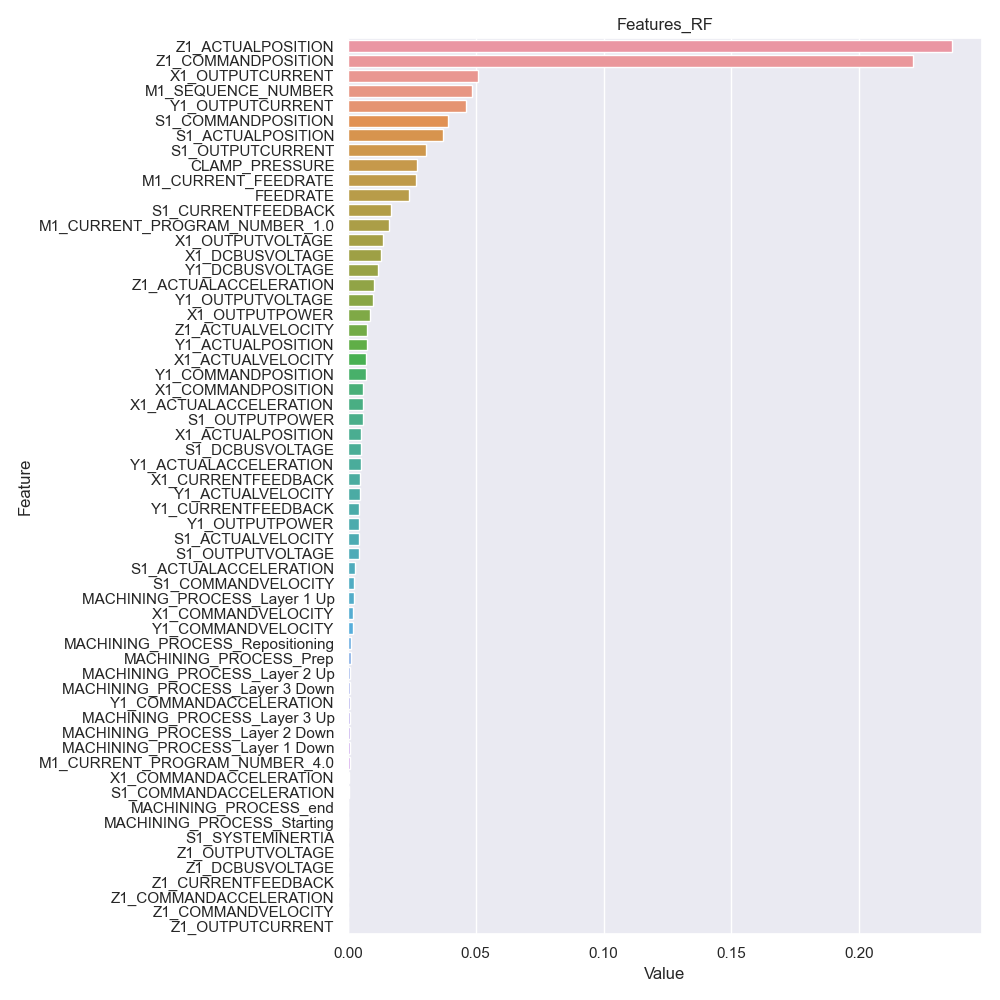 Features_RF
Z1_ACTUALPOSITION
Z1_COMMANDPOSITION
X1_OUTPUTCURRENT
M1_SEQUENCE_NUMBER
Y1_OUTPUTCURRENT
S1_COMMANDPOSITION
S1_ACTUALPOSITION
S1_OUTPUTCURRENT
CLAMP_PRESSURE
M1_CURRENT_FEEDRATE
FEEDRATE
S1_CURRENTFEEDBACK
M1_CURRENT_PROGRAM_NUMBER_1.0
X1_OUTPUTVOLTAGE
X1_DCBUSVOLTAGE
Y1_DCBUSVOLTAGE
Z1_ACTUALACCELERATION
Y1_OUTPUTVOLTAGE
X1_OUTPUTPOWER
Z1_ACTUALVELOCITY
Y1_ACTUALPOSITION
X1_ACTUALVELOCITY
Y1_COMMANDPOSITION
X1_COMMANDPOSITION
X1_ACTUALACCELERATION
S1_OUTPUTPOWER
X1_ACTUALPOSITION
S1_DCBUSVOLTAGE
Y1_ACTUALACCELERATION
X1_CURRENTFEEDBACK
Y1_ACTUALVELOCITY
Y1_CURRENTFEEDBACK
Y1_OUTPUTPOWER
S1_ACTUALVELOCITY
S1_OUTPUTVOLTAGE
S1_ACTUALACCELERATION
S1_COMMANDVELOCITY
MACHINING_PROCESS_Layer 1 Up
X1_COMMANDVELOCITY
Y1_COMMANDVELOCITY
MACHINING_PROCESS_Repositioning
MACHINING_PROCESS_Prep
MACHINING_PROCESS_Layer 2 Up
MACHINING_PROCESS_Layer 3 Down
Y1_COMMANDACCELERATION
MACHINING_PROCESS_Layer 3 Up
MACHINING_PROCESS_Layer 2 Down
MACHINING_PROCESS_Layer 1 Down
M1_CURRENT_PROGRAM_NUMBER_4.0
X1_COMMANDACCELERATION
S1_COMMANDACCELERATION
MACHINING_PROCESS_end
MACHINING_PROCESS_Starting
S1_SYSTEMINERTIA
Z1_OUTPUTVOLTAGE
Z1_DCBUSVOLTAGE
Z1_CURRENTFEEDBACK
Z1_COMMANDACCELERATION
Z1_COMMANDVELOCITY
Z1_OUTPUTCURRENT
Feature
0.00 0.05 0.10 0.15 0.20
Value